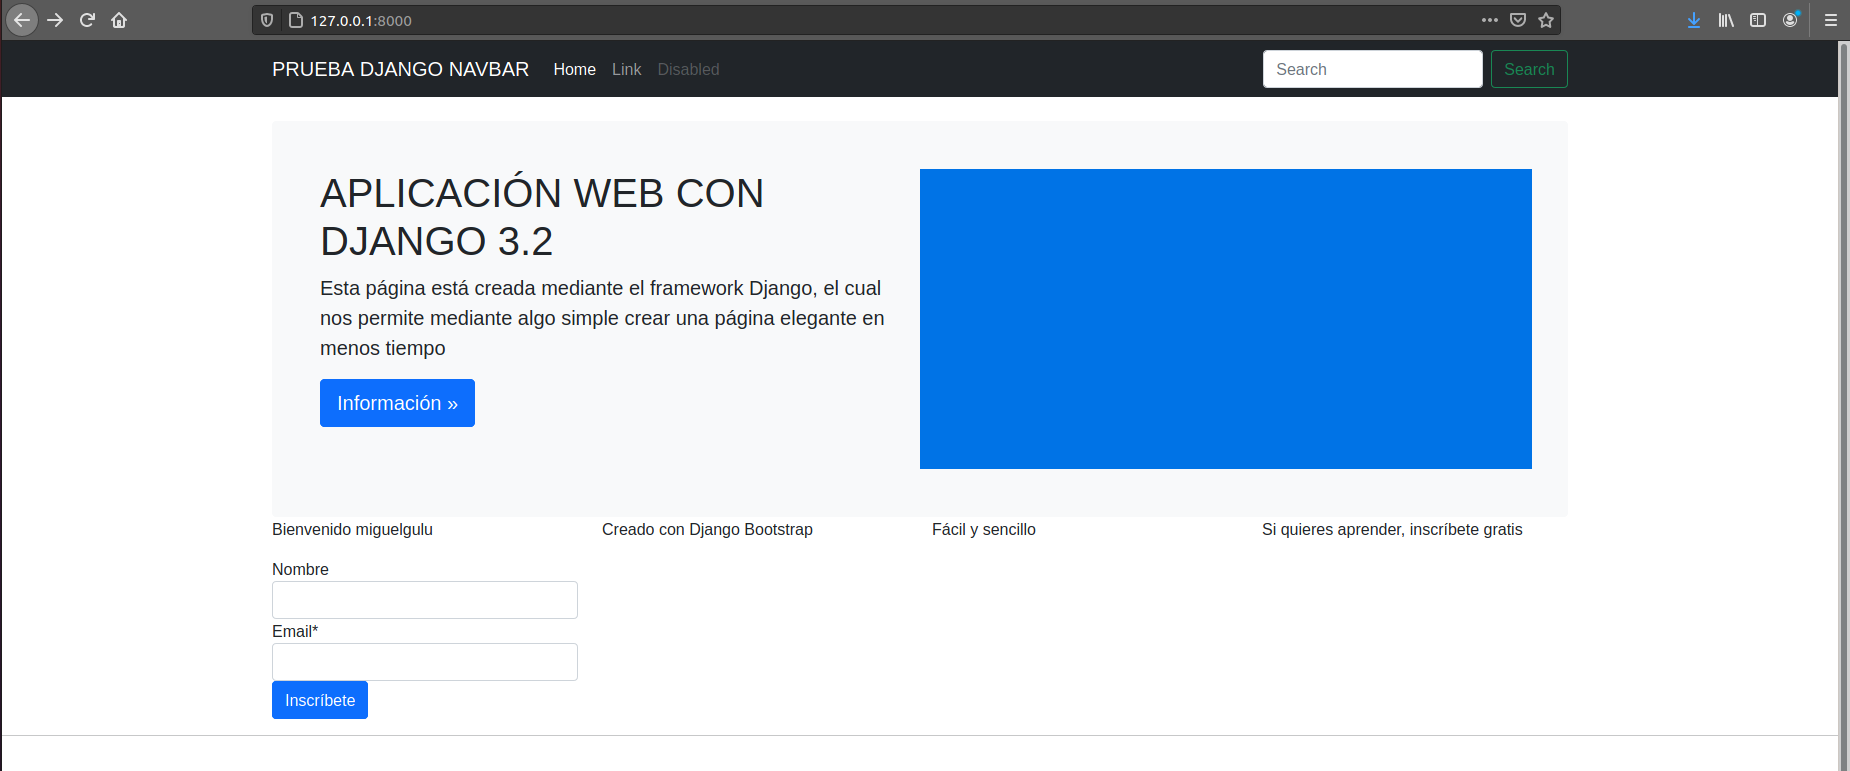 127.0.0.1:8000
PRUEBA DJANGO NAVBAR Home Link Disabled Search Search
APLICACIÓN WEB CON
DJANGO 3.2
Esta página está creada mediante el framework Django, el cual
nos permite mediante algo simple crear una página elegante en
menos tiempo
Información »
Bienvenido miguelgulu Creado con Django Bootstrap Fácil y sencillo Si quieres aprender, inscríbete gratis
Nombre
Email*
Inscríbete